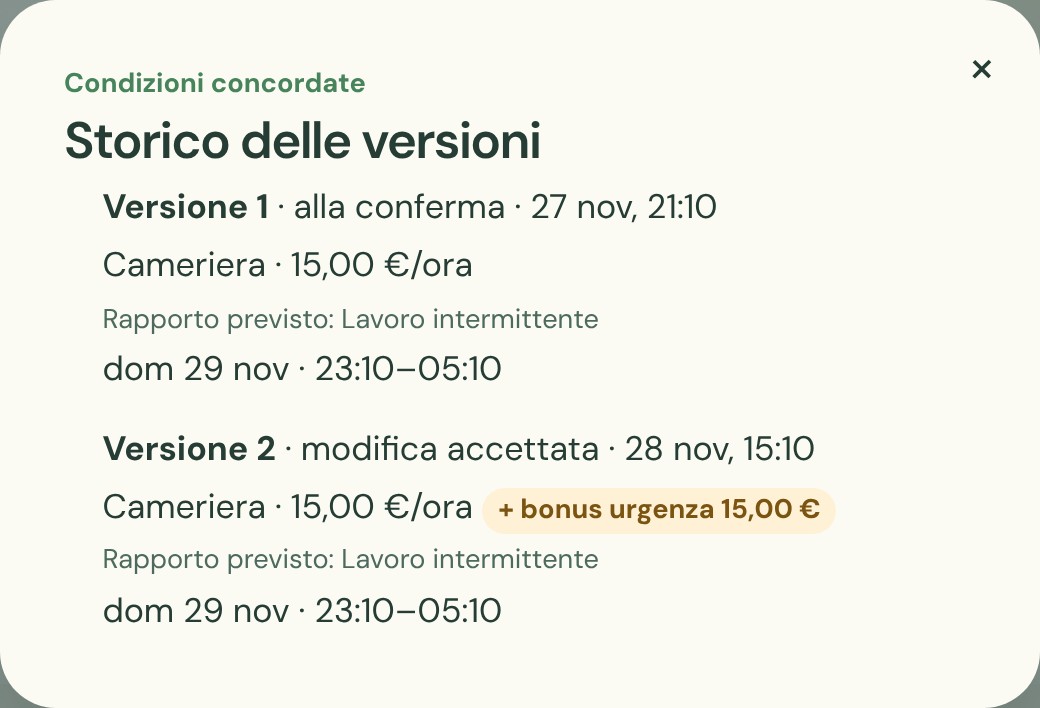 Condizioni concordate
×
Storico delle versioni
Versione 1 · alla conferma · 27 nov, 21:10
Cameriera · 15,00 €/ora
Rapporto previsto: Lavoro intermittente
dom 29 nov · 23:10–05:10
Versione 2 · modifica accettata · 28 nov, 15:10
Cameriera · 15,00 €/ora + bonus urgenza 15,00 €
Rapporto previsto: Lavoro intermittente
dom 29 nov · 23:10–05:10